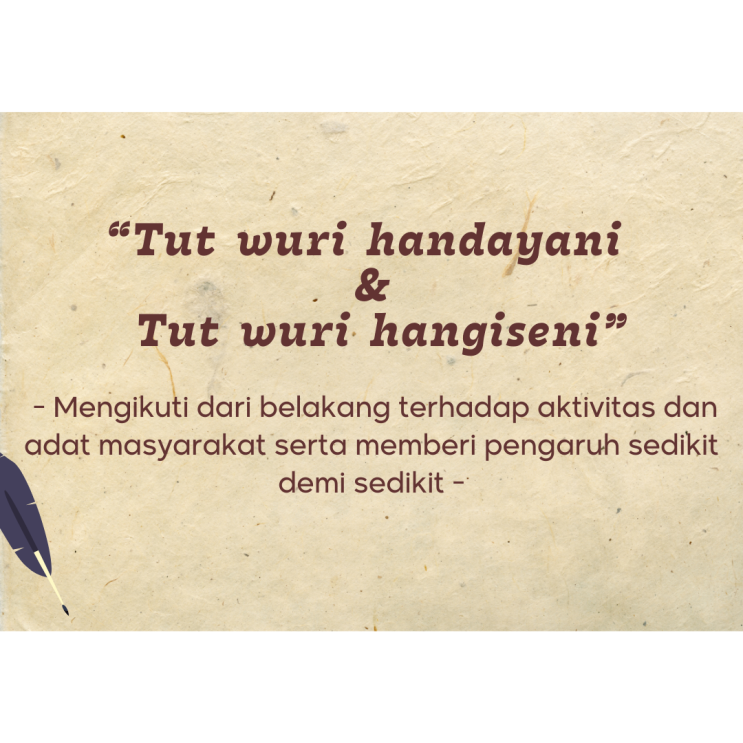 “Tut wuri handayani
&
Tut wuri hangiseni”
- Mengikuti dari belakang terhadap aktivitas dan
adat masyarakat serta memberi pengaruh sedikit
demi sedikit -